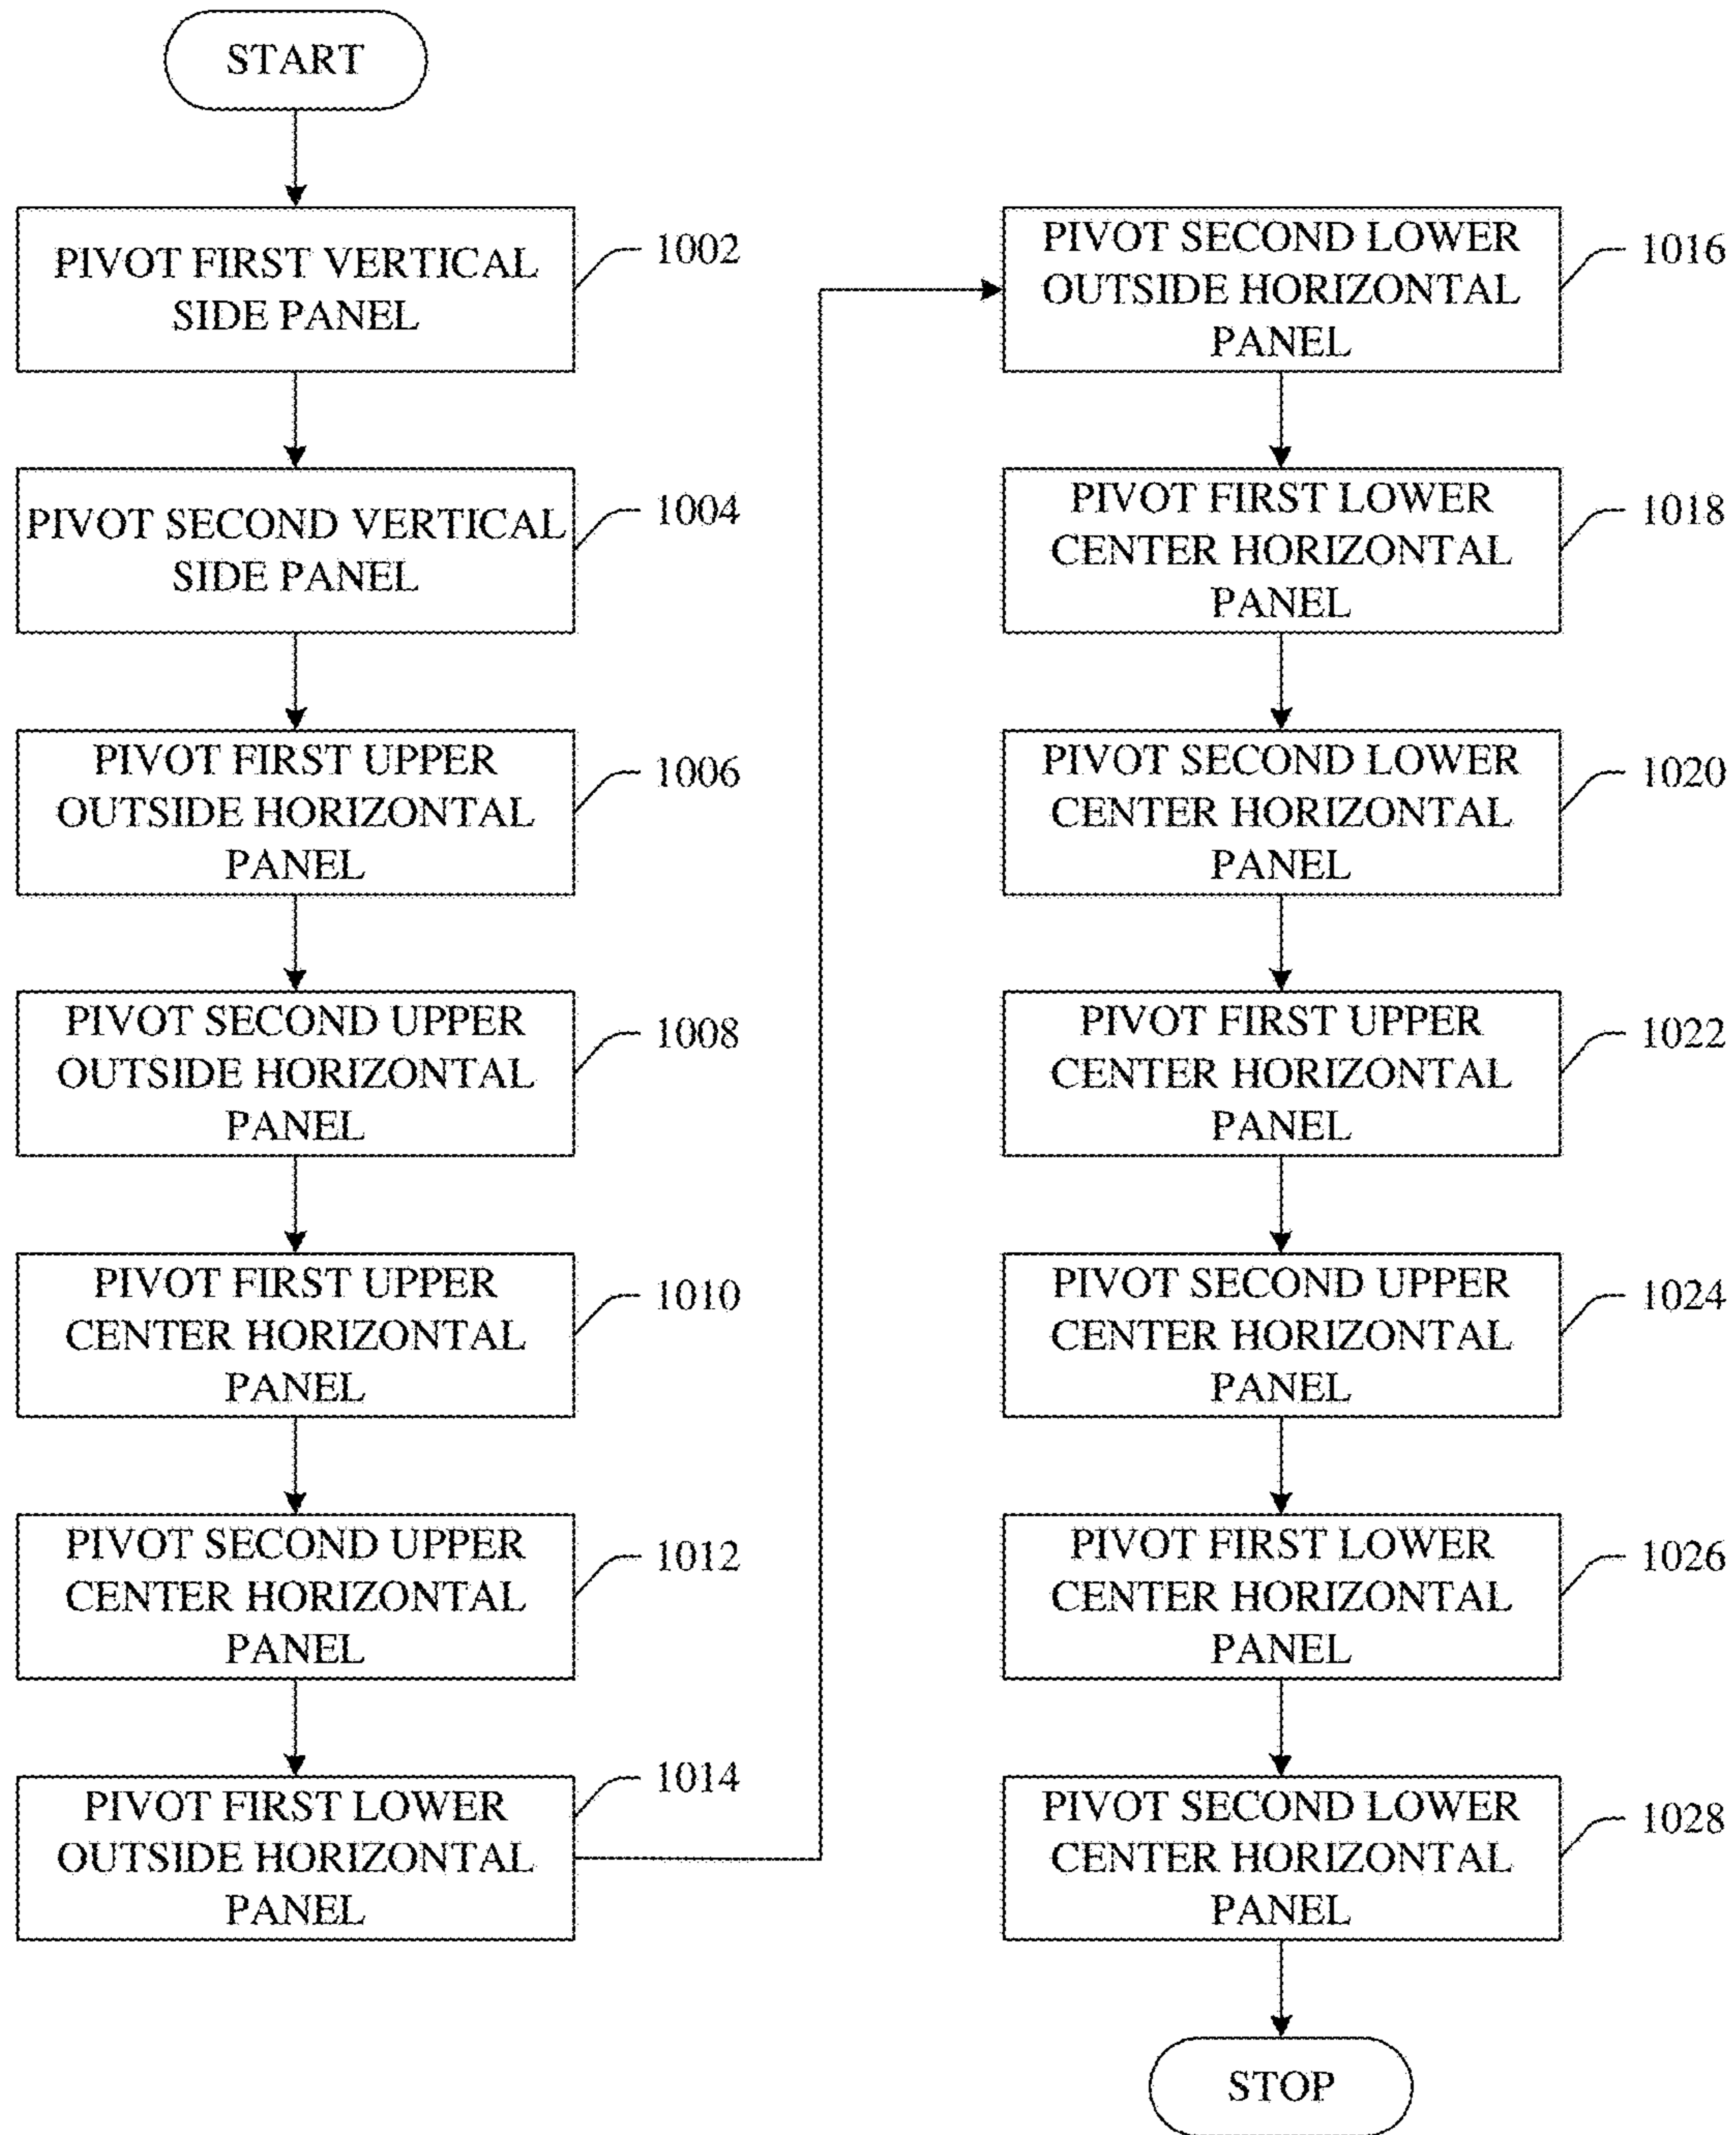 START
PIVOT FIRST VERTICAL
SIDE PANEL
1002
PIVOT SECOND VERTICAL
SIDE PANEL
1004
PIVOT FIRST UPPER
OUTSIDE HORIZONTAL
PANEL
1006
PIVOT SECOND UPPER
OUTSIDE HORIZONTAL
PANEL
1008
PIVOT FIRST UPPER
CENTER HORIZONTAL
PANEL
1010
PIVOT SECOND UPPER
CENTER HORIZONTAL
PANEL
1012
PIVOT FIRST LOWER
OUTSIDE HORIZONTAL
PANEL
1014
PIVOT SECOND LOWER
OUTSIDE HORIZONTAL
PANEL
1016
PIVOT FIRST LOWER
CENTER HORIZONTAL
PANEL
1018
PIVOT SECOND LOWER
CENTER HORIZONTAL
PANEL
1020
PIVOT FIRST UPPER
CENTER HORIZONTAL
PANEL
1022
PIVOT SECOND UPPER
CENTER HORIZONTAL
PANEL
1024
PIVOT FIRST LOWER
CENTER HORIZONTAL
PANEL
1026
PIVOT SECOND LOWER
CENTER HORIZONTAL
PANEL
1028
STOP